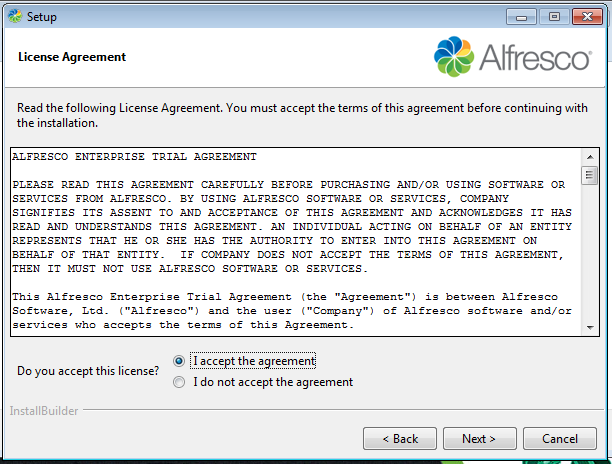 Setup
License Agreement
Alfresco®
Read the following License Agreement. You must accept the terms of this agreement before continuing with
the installation.
ALFRESCO ENTERPRISE TRIAL AGREEMENT
PLEASE READ THIS AGREEMENT CAREFULLY BEFORE PURCHASING AND/OR USING SOFTWARE OR
SERVICES FROM ALFRESCO. BY USING ALFRESCO SOFTWARE OR SERVICES, COMPANY
SIGNIFIES ITS ASSENT TO AND ACCEPTANCE OF THIS AGREEMENT AND ACKNOWLEDGES IT HAS
READ AND UNDERSTANDS THIS AGREEMENT. AN INDIVIDUAL ACTING ON BEHALF OF AN ENTITY
REPRESENTS THAT HE OR SHE HAS THE AUTHORITY TO ENTER INTO THIS AGREEMENT ON
BEHALF OF THAT ENTITY.  IF COMPANY DOES NOT ACCEPT THE TERMS OF THIS AGREEMENT,
THEN IT MUST NOT USE ALFRESCO SOFTWARE OR SERVICES.
This Alfresco Enterprise Trial Agreement (the "Agreement") is between Alfresco
Software, Ltd. ("Alfresco") and the user ("Company") of Alfresco software and/or
services who accepts the terms of this Agreement.
Do you accept this license?
I accept the agreement
I do not accept the agreement
InstallBuilder
< Back
Next >
Cancel